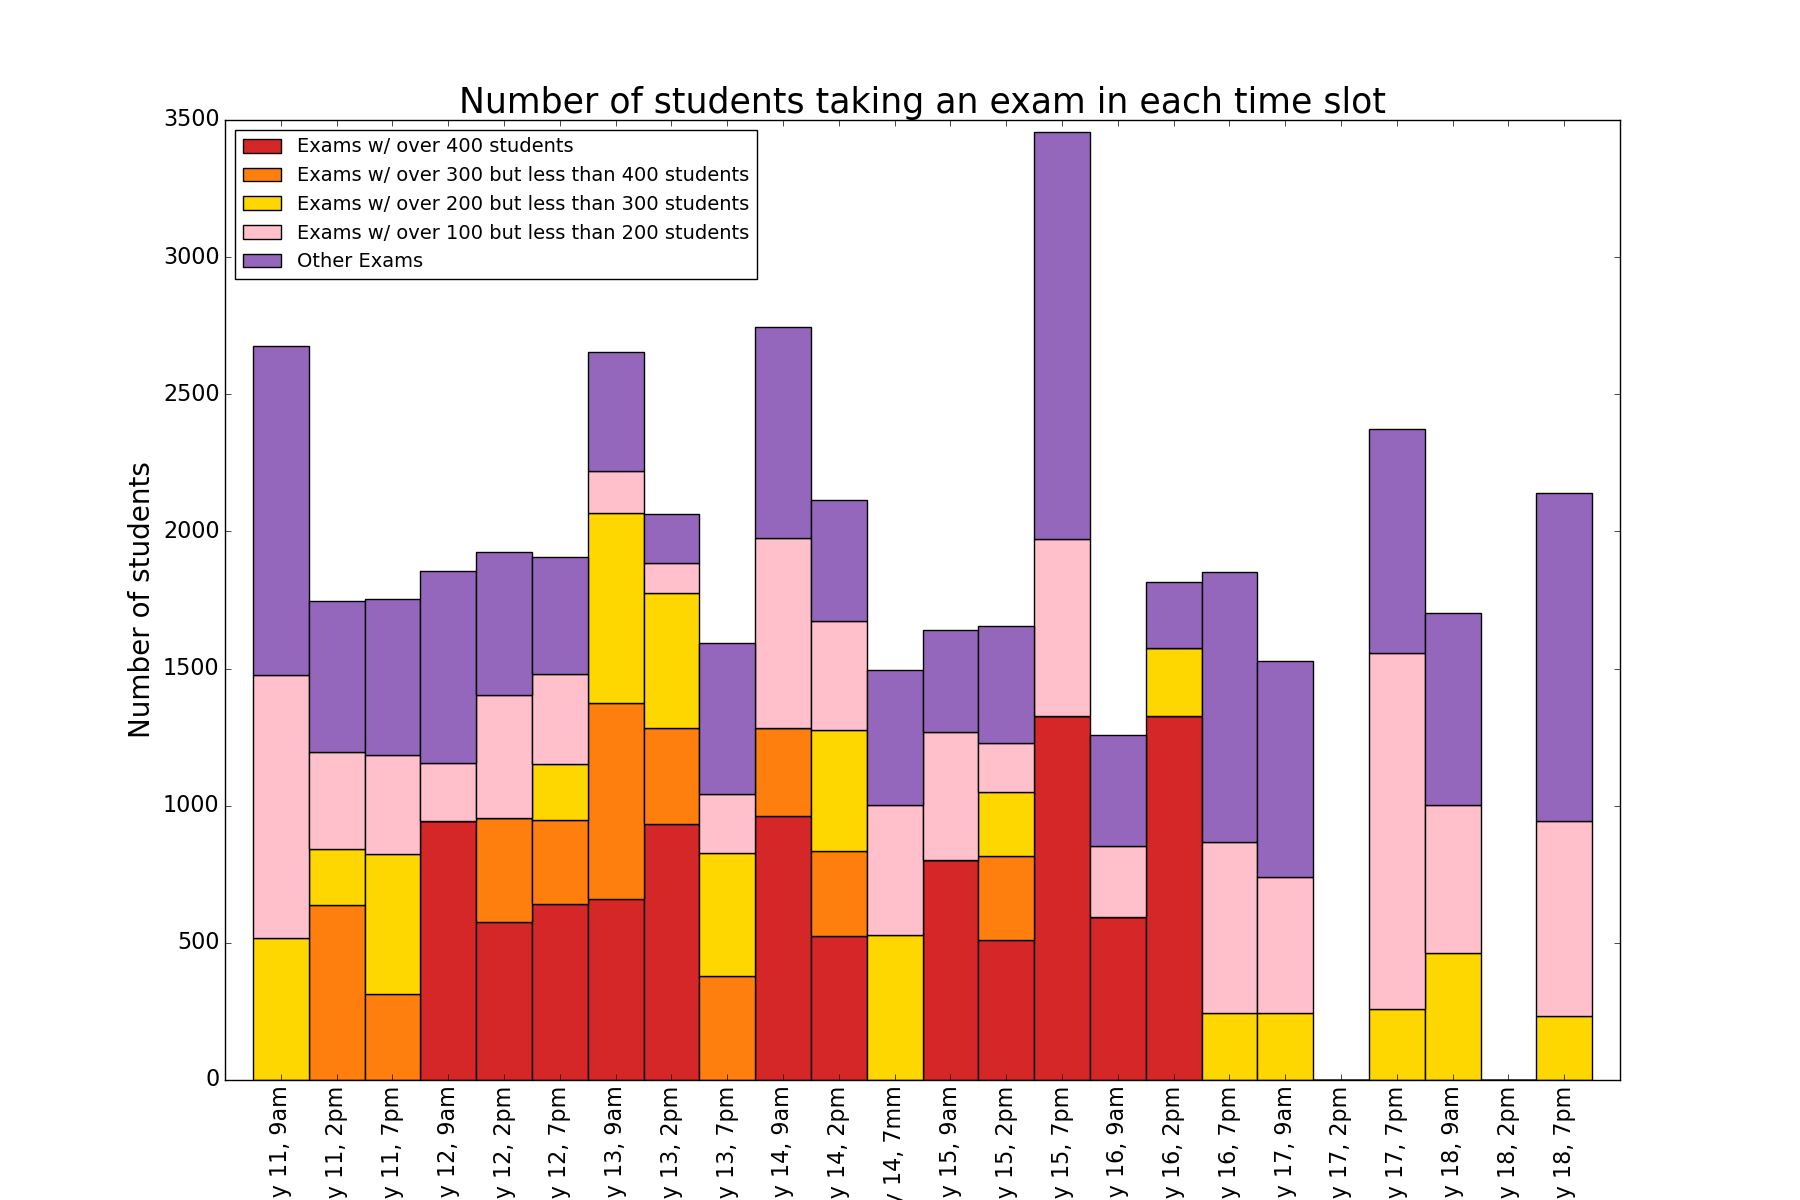 Number of students taking an exam in each time slot
Exams w/ over 400 students
Exams w/ over 300 but less than 400 students
Exams w/ over 200 but less than 300 students
Exams w/ over 100 but less than 200 students
Other Exams
Number of students
3500
3000
2500
2000
1500
1000
500
0
y 11, 9am
y 11, 2pm
y 11, 7pm
y 12, 9am
y 12, 2pm
y 12, 7pm
y 13, 9am
y 13, 2pm
y 13, 7pm
y 14, 9am
y 14, 2pm
y 14, 7mm
y 15, 9am
y 15, 2pm
y 15, 7pm
y 16, 9am
y 16, 2pm
y 16, 7pm
y 17, 9am
y 17, 2pm
y 17, 7pm
y 18, 9am
y 18, 2pm
y 18, 7pm